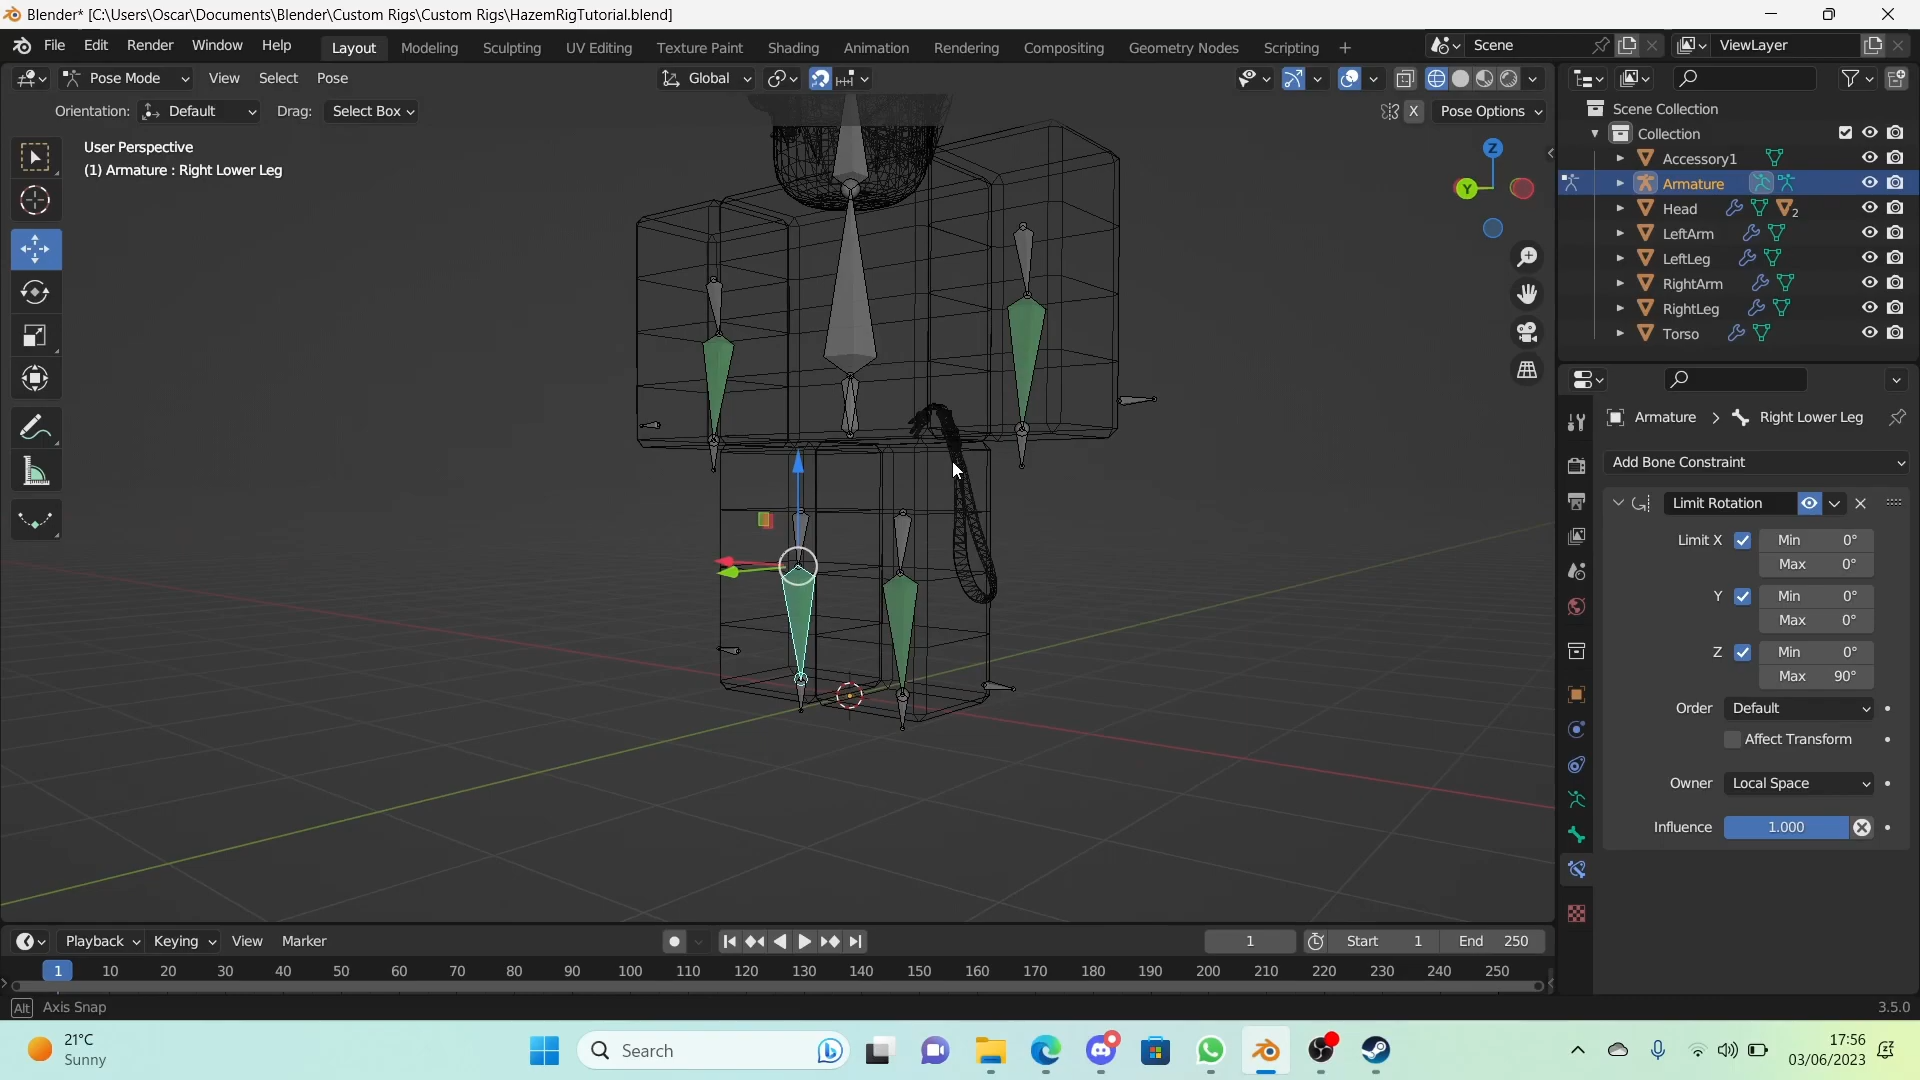 Blender* [C:\Users\Oscar\Documents\Blender\Custom Rigs\Custom Rigs\HazemRigTutorial.blend]
File Edit Render Window Help Layout Modeling Sculpting UV Editing Texture Paint Shading Animation Rendering Compositing Geometry Nodes Scripting + Scene ViewLayer
Pose Mode View Select Pose Global
Orientation: Default Drag: Select Box X Pose Options
User Perspective
(1) Armature : Right Lower Leg
Z
Y
Scene Collection
Collection
Accessory1
Armature
Head 2
LeftArm
LeftLeg
RightArm
RightLeg
Torso
Armature > Right Lower Leg
Add Bone Constraint
Limit Rotation
Limit X Min 0°
Max 0°
Y Min 0°
Max 0°
Z Min 0°
Max 90°
Order Default
Affect Transform
Owner Local Space
Influence 1.000
Playback Keying View Marker 1 Start 1 End 250
1 10 20 30 40 50 60 70 80 90 100 110 120 130 140 150 160 170 180 190 200 210 220 230 240 250
Alt Axis Snap 3.5.0
21°C
Sunny
Search
17:56
03/06/2023